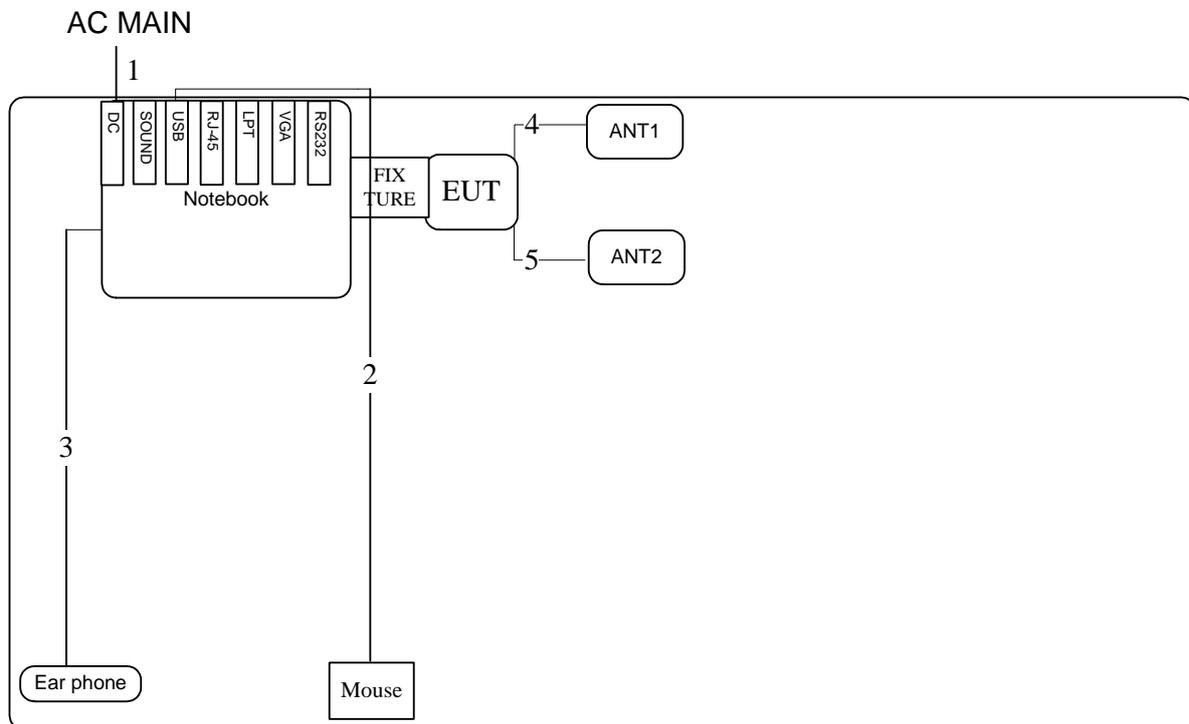 AC MAIN
1
DC
SOUND
USB
RJ-45
LPT
VGA
RS232
Notebook
FIX
TURE
EUT
4
ANT1
5
ANT2
2
3
Ear phone
Mouse